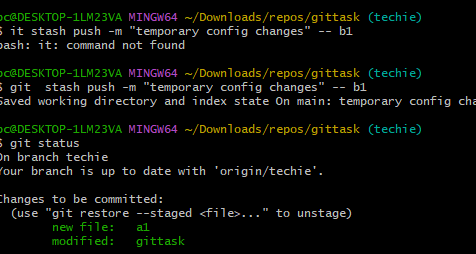 oc@DESKTOP-1LM23VA MINGW64 ~/Downloads/repos/gittask (techie)
$ it stash push -m "temporary config changes" -- b1
bash: it: command not found

oc@DESKTOP-1LM23VA MINGW64 ~/Downloads/repos/gittask (techie)
$ git  stash push -m "temporary config changes" -- b1
Saved working directory and index state On main: temporary config cha

oc@DESKTOP-1LM23VA MINGW64 ~/Downloads/repos/gittask (techie)
$ git status
On branch techie
Your branch is up to date with 'origin/techie'.

Changes to be committed:
  (use "git restore --staged <file>..." to unstage)
        new file:   a1
        modified:   gittask